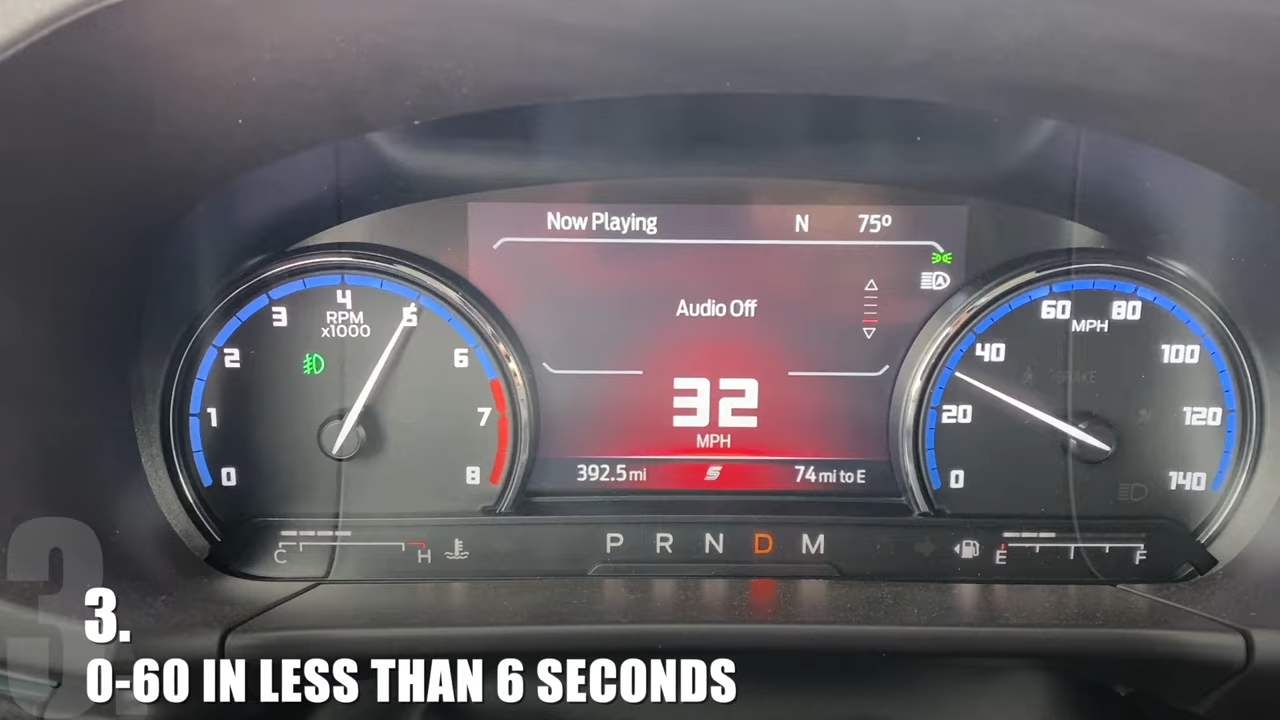 Now Playing N 75º
Audio Off
32
MPH
392.5 mi S 74 mi to E
0 1 2 3 4 5 6 7 8
RPM
x1000
0 20 40 60 80 100 120 140
MPH
BRAKE
C H
P R N D M
E F
3.
3.
0-60 IN LESS THAN 6 SECONDS